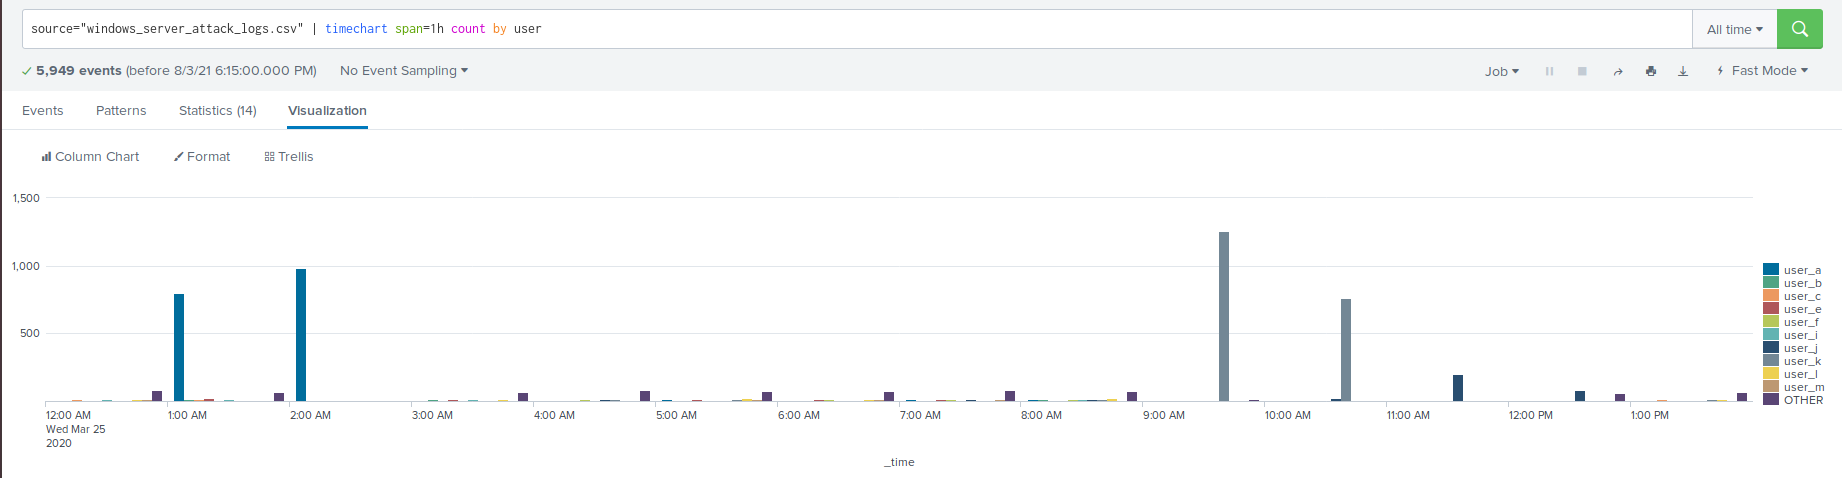 source="windows_server_attack_logs.csv" | timechart span=1h count by user
All time
5,949 events (before 8/3/21 6:15:00.000 PM)
No Event Sampling
Job
Fast Mode
Events
Patterns
Statistics (14)
Visualization
Column Chart
Format
Trellis
1,500
1,000
500
12:00 AM
Wed Mar 25
2020
1:00 AM
2:00 AM
3:00 AM
4:00 AM
5:00 AM
6:00 AM
7:00 AM
8:00 AM
9:00 AM
10:00 AM
11:00 AM
12:00 PM
1:00 PM
_time
user_a
user_b
user_c
user_e
user_f
user_i
user_j
user_k
user_l
user_m
OTHER